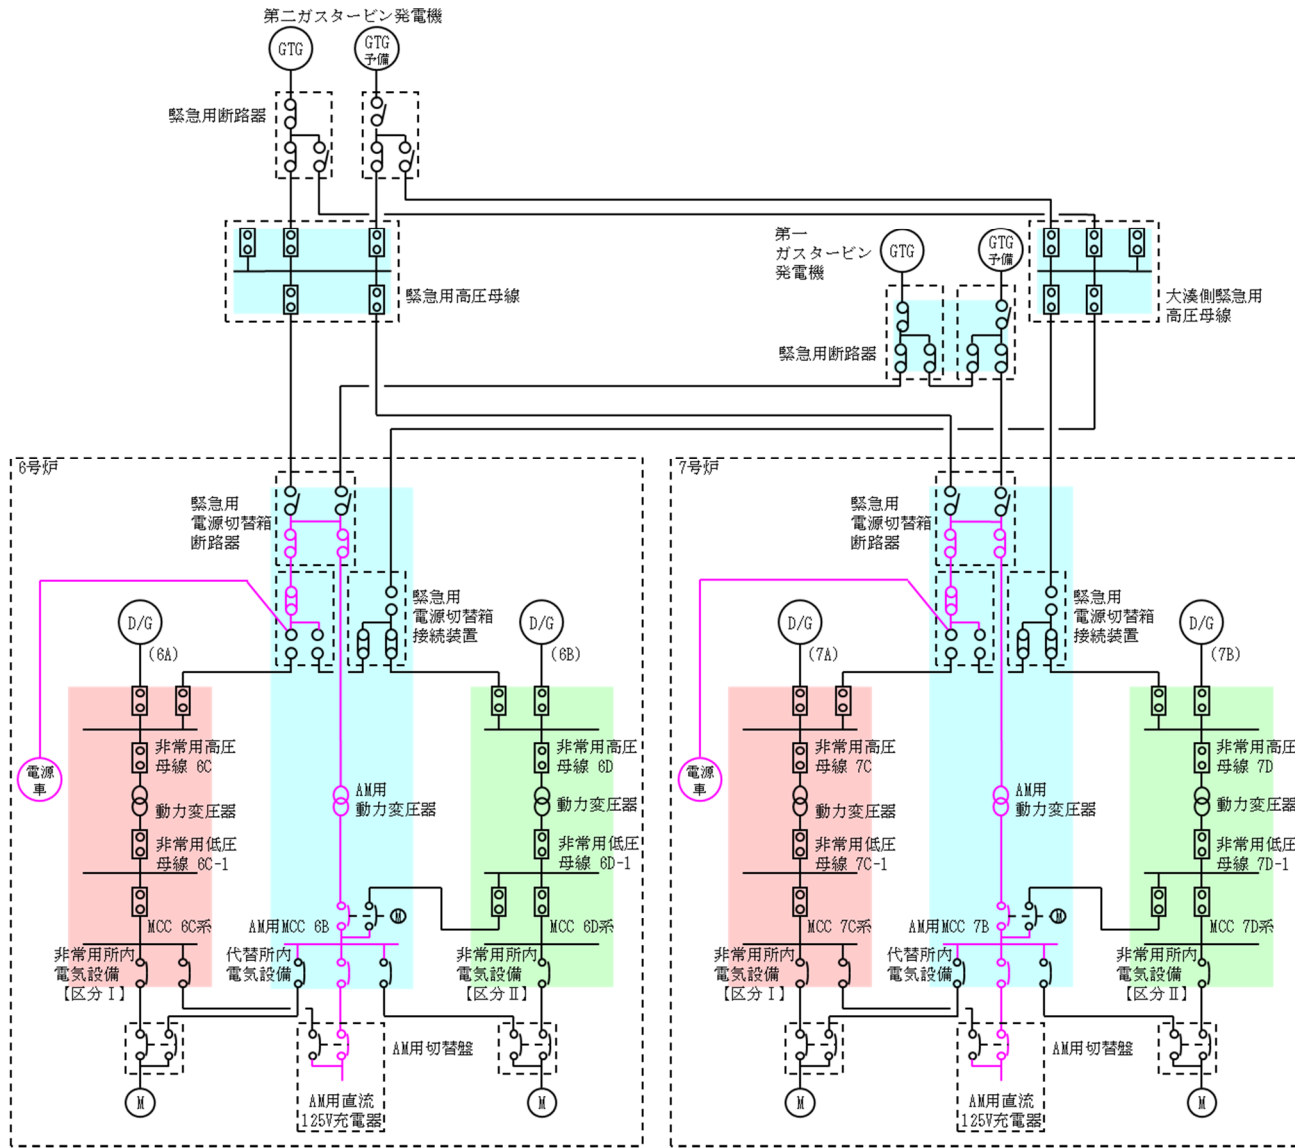 第二ガスタービン発電機
GTG
GTG
予備
緊急用断路器
緊急用高圧母線
第一
ガスタービン
発電機
GTG
GTG
予備
緊急用断路器
大湊側緊急用
高圧母線
6号炉
緊急用
電源切替箱
断路器
緊急用
電源切替箱
接続装置
D/G
(6A)
D/G
(6B)
電源
車
非常用高圧
母線 6C
動力変圧器
非常用低圧
母線 6C-1
MCC 6C系
非常用所内
電気設備
【区分Ⅰ】
AM用
動力変圧器
AM用MCC 6B
M
代替所内
電気設備
非常用高圧
母線 6D
動力変圧器
非常用低圧
母線 6D-1
MCC 6D系
非常用所内
電気設備
【区分Ⅱ】
AM用切替盤
M
AM用直流
125V充電器
M
7号炉
緊急用
電源切替箱
断路器
緊急用
電源切替箱
接続装置
D/G
(7A)
D/G
(7B)
電源
車
非常用高圧
母線 7C
動力変圧器
非常用低圧
母線 7C-1
MCC 7C系
非常用所内
電気設備
【区分Ⅰ】
AM用
動力変圧器
AM用MCC 7B
M
代替所内
電気設備
非常用高圧
母線 7D
動力変圧器
非常用低圧
母線 7D-1
MCC 7D系
非常用所内
電気設備
【区分Ⅱ】
AM用切替盤
M
AM用直流
125V充電器
M